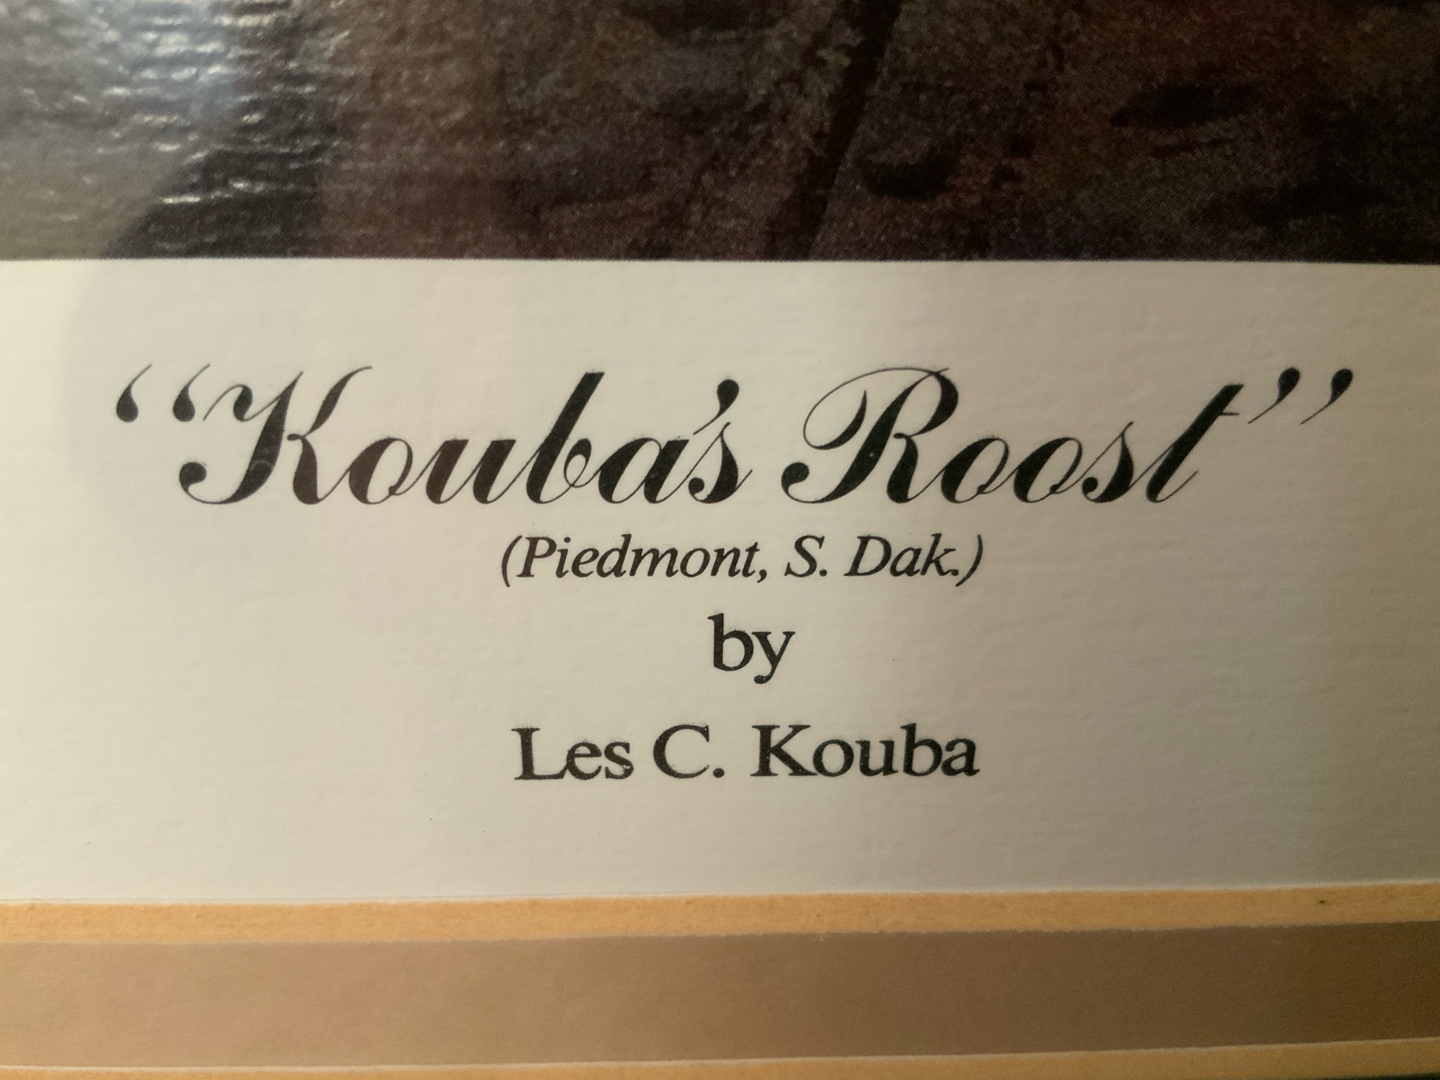 “Kouba's Roost”
(Piedmont, S. Dak.)
by
Les C. Kouba